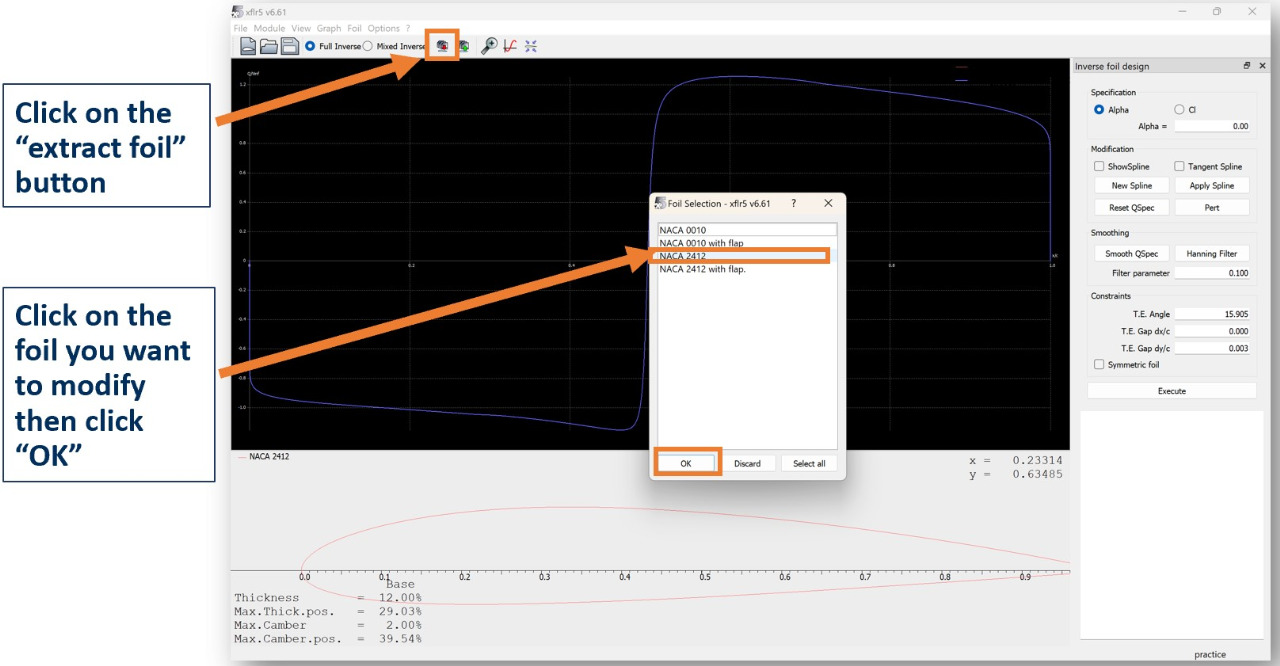 xflr5 v6.61
File Module View Graph Foil Options ?
Full Inverse Mixed Inverse
Click on the
“extract foil”
button
Click on the
foil you want
to modify
then click
“OK”
Q/Vinf
1.2
0.8
0.6
0.4
0.2
0
-0.2
-0.4
-0.6
-0.8
-1.0
0.2
0.4
0.8
1.0
Foil Selection - xflr5 v6.61 ?
NACA 0010
NACA 0010 with flap
NACA 2412
NACA 2412 with flap.
OK Discard Select all
Inverse foil design
Specification
Alpha Cl
Alpha = 0.00
Modification
ShowSpline Tangent Spline
New Spline Apply Spline
Reset QSpec Pert
Smoothing
Smooth QSpec Hanning Filter
Filter parameter 0.100
Constraints
T.E. Angle 15.905
T.E. Gap dx/c 0.000
T.E. Gap dy/c 0.003
Symmetric foil
Execute
NACA 2412
x = 0.23314
y = 0.63485
0.0 0.1 0.2 0.3 0.4 0.5 0.6 0.7 0.8 0.9
Base
Thickness = 12.00%
Max.Thick.pos. = 29.03%
Max.Camber = 2.00%
Max.Camber.pos. = 39.54%
practice